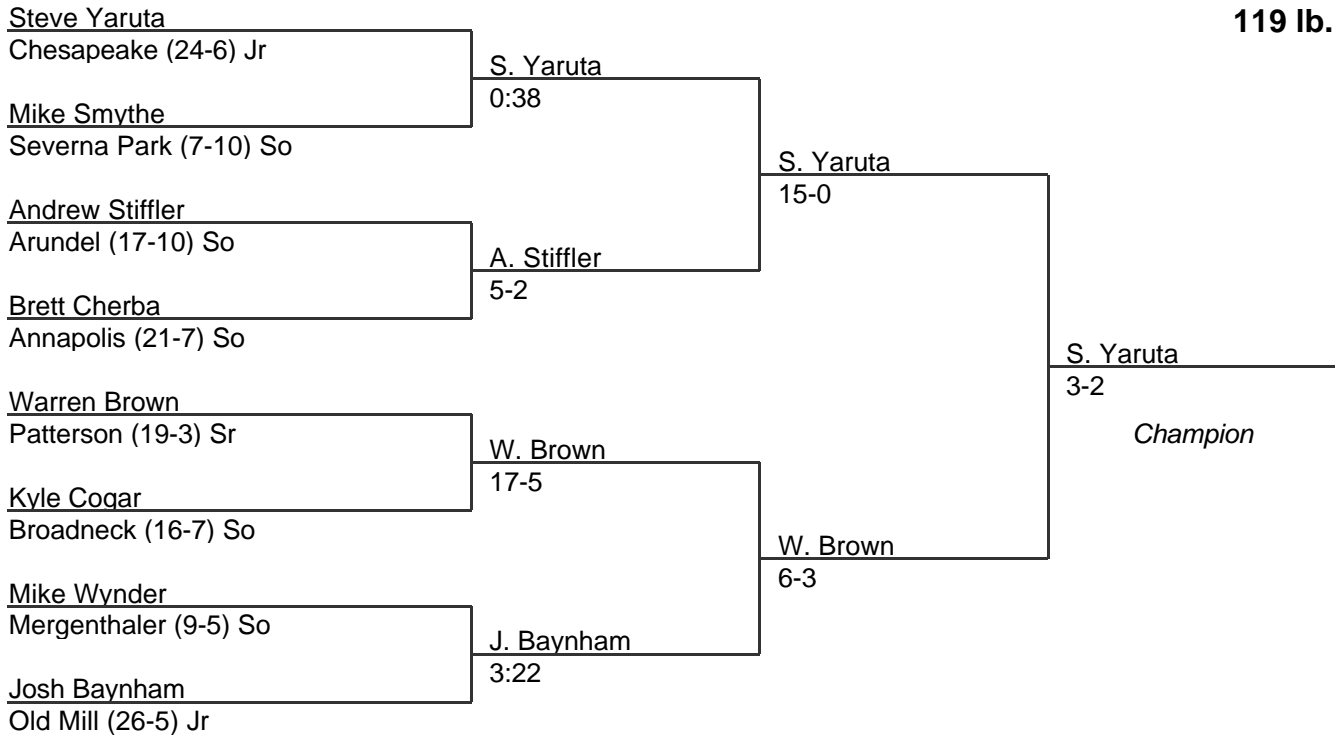 Steve Yaruta
119 lb.
Chesapeake (24-6) Jr
S. Yaruta
0:38
Mike Smythe
Severna Park (7-10) So
S. Yaruta
15-0
Andrew Stiffler
Arundel (17-10) So
A. Stiffler
5-2
Brett Cherba
Annapolis (21-7) So
S. Yaruta
3-2
Champion
Warren Brown
Patterson (19-3) Sr
W. Brown
17-5
Kyle Cogar
Broadneck (16-7) So
W. Brown
6-3
Mike Wynder
Mergenthaler (9-5) So
J. Baynham
3:22
Josh Baynham
Old Mill (26-5) Jr